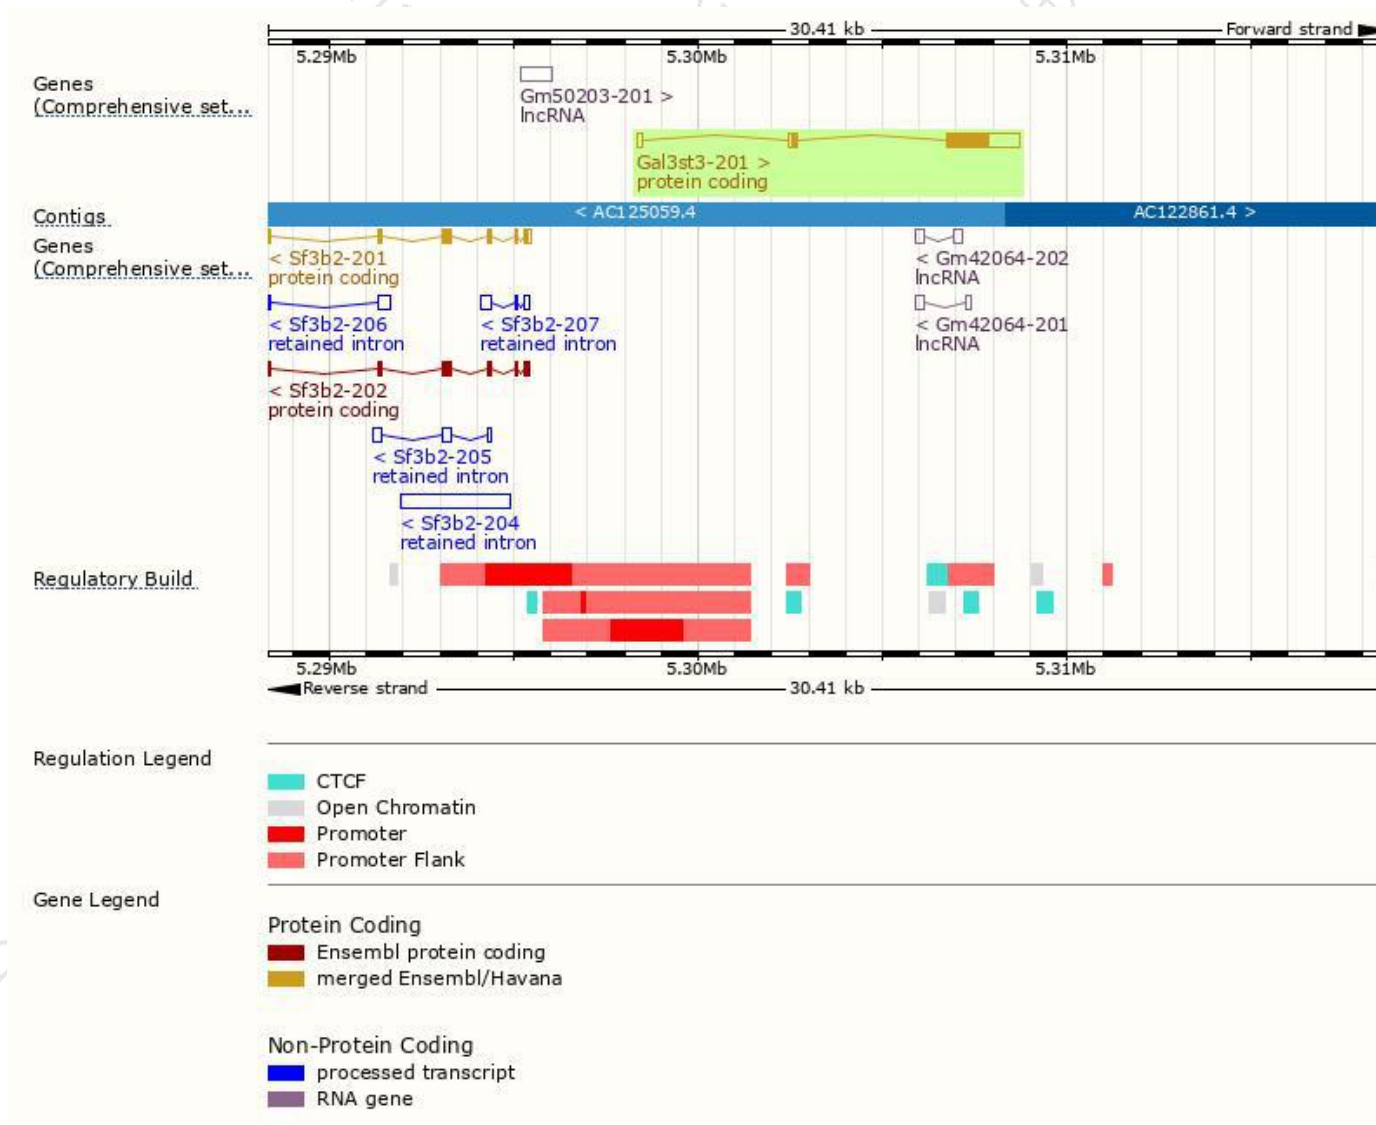 30.41 kb Forward strand
5.29Mb 5.30Mb 5.31Mb
Genes
(Comprehensive set...
Gm50203-201 >
lncRNA
Gal3st3-201 >
protein coding
Contigs < AC125059.4 AC122861.4 >
Genes
(Comprehensive set...
< Sf3b2-201 < Gm42064-202
protein coding lncRNA
< Sf3b2-206 < Sf3b2-207 < Gm42064-201
retained intron retained intron lncRNA
< Sf3b2-202
protein coding
< Sf3b2-205
retained intron
< Sf3b2-204
retained intron
Regulatory Build
5.29Mb 5.30Mb 5.31Mb
Reverse strand 30.41 kb
Regulation Legend
CTCF
Open Chromatin
Promoter
Promoter Flank
Gene Legend
Protein Coding
Ensembl protein coding
merged Ensembl/Havana
Non-Protein Coding
processed transcript
RNA gene